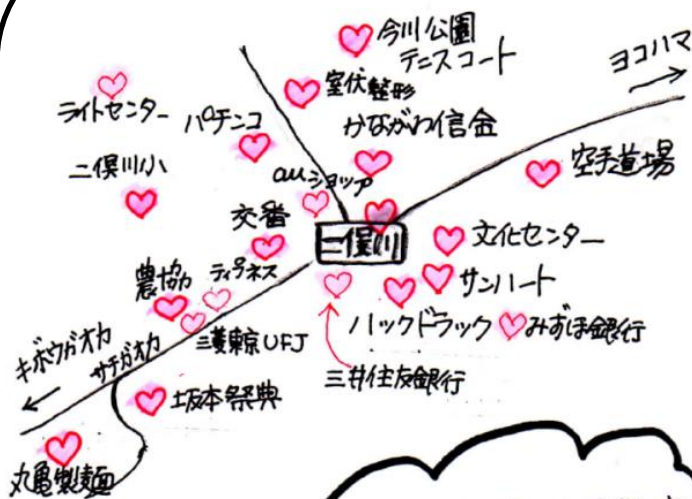 今川公園
テニスコート
ヨコハマ
室伏整形
ライトセンター
パチンコ
かながわ信金
二俣川小
auショップ
空手道場
交番
二俣川
文化センター
農協
ティップネス
サンハート
三菱東京UFJ
ハックドラッグ
みずほ銀行
キボウガオカ
サチガオカ
三井住友銀行
坂本祭典
丸亀製麺